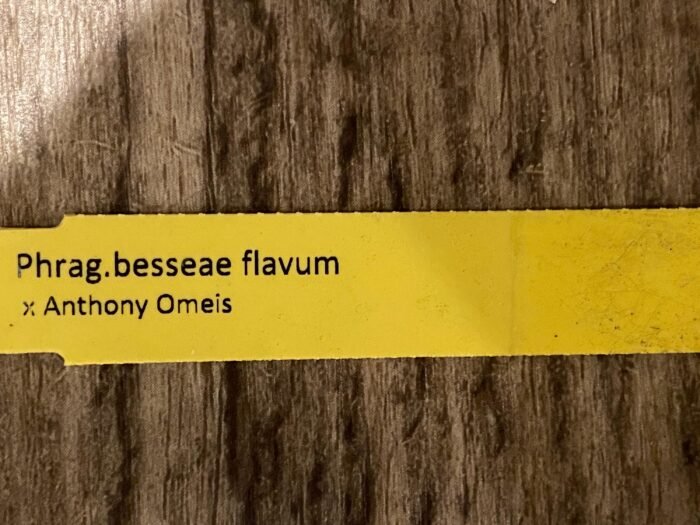 Phrag.besseae flavum
x Anthony Omeis